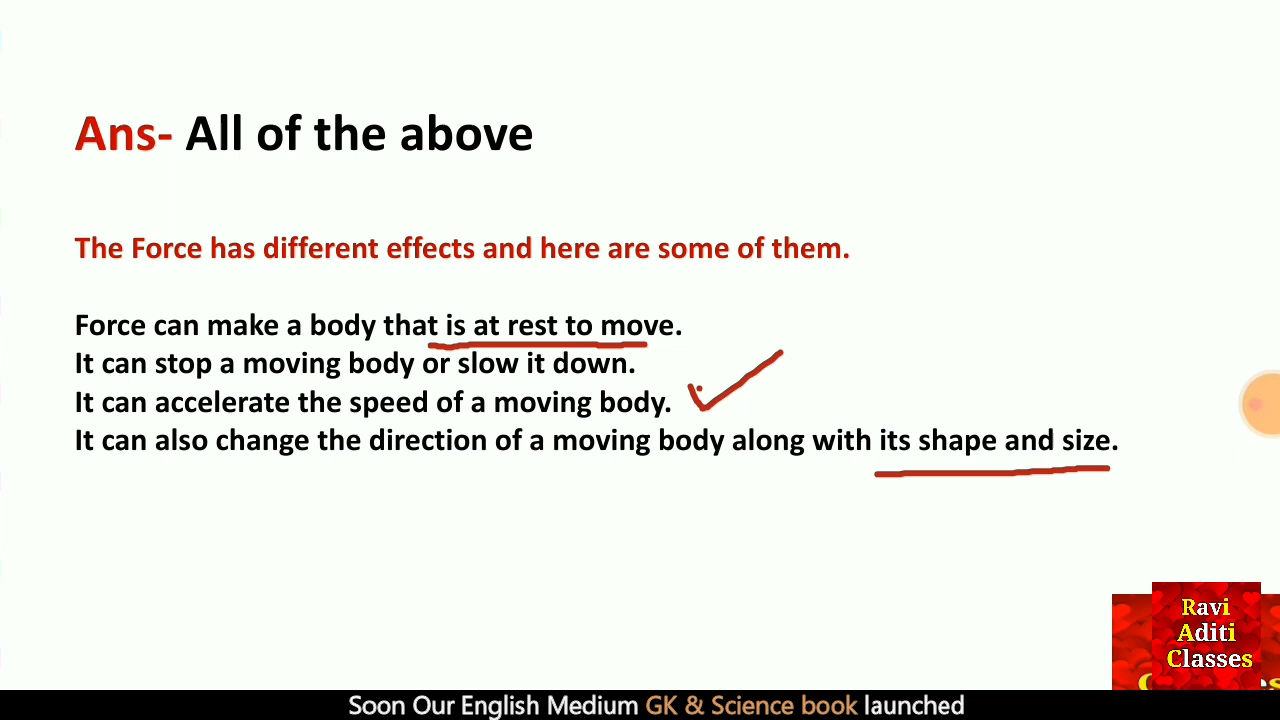 Ans- All of the above
The Force has different effects and here are some of them.
Force can make a body that is at rest to move.
It can stop a moving body or slow it down.
It can accelerate the speed of a moving body.
It can also change the direction of a moving body along with its shape and size.
Ravi
Aditi
Classes
Soon Our English Medium GK & Science book launched